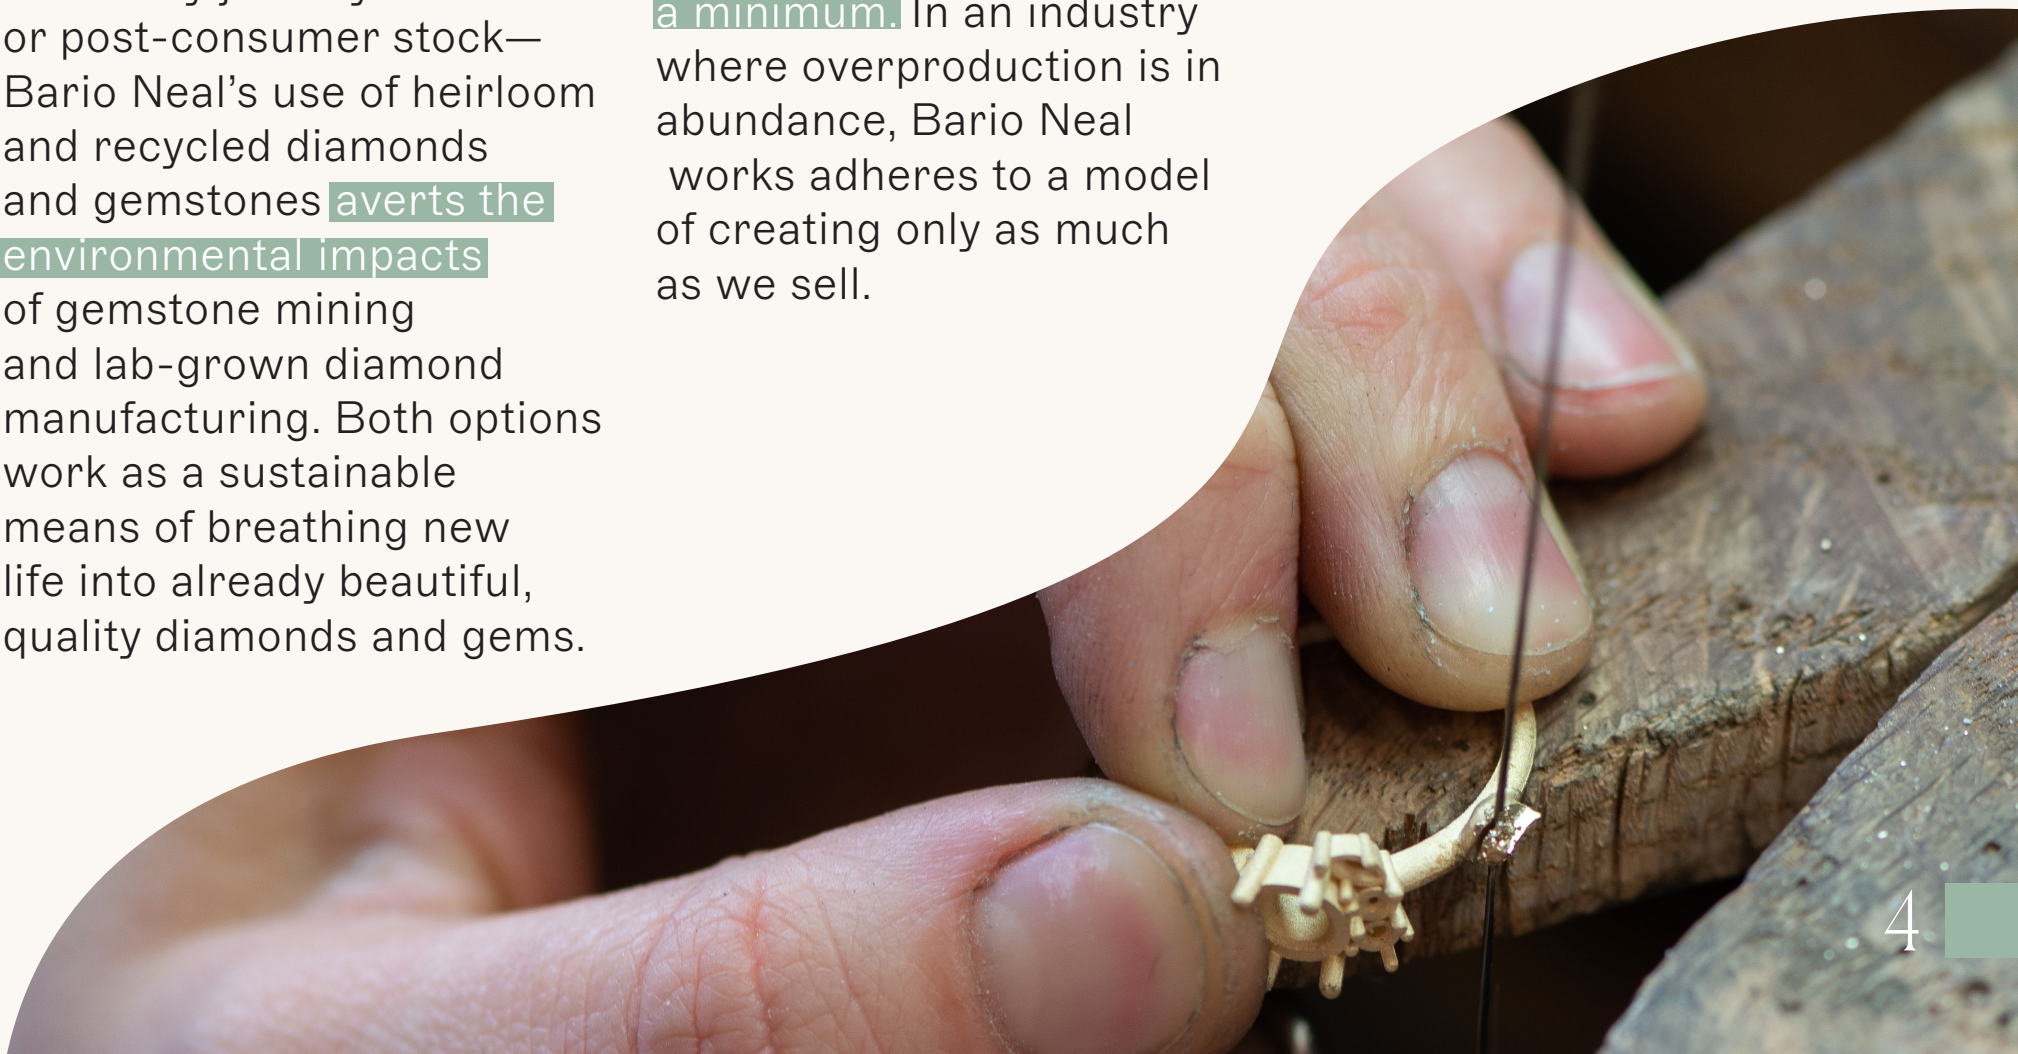 or post-consumer stock—
Bario Neal’s use of heirloom
and recycled diamonds
and gemstones averts the
environmental impacts
of gemstone mining
and lab-grown diamond
manufacturing. Both options
work as a sustainable
means of breathing new
life into already beautiful,
quality diamonds and gems.
a minimum. In an industry
where overproduction is in
abundance, Bario Neal
works adheres to a model
of creating only as much
as we sell.
4